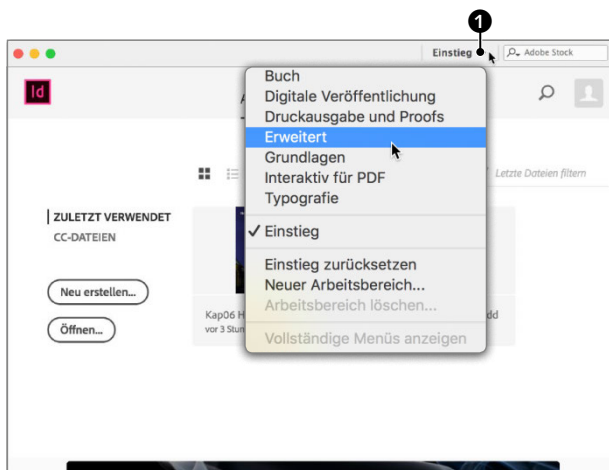 1
Einstieg
Adobe Stock
Id
Buch
Digitale Veröffentlichung
Druckausgabe und Proofs
Erweitert
Grundlagen
Interaktiv für PDF
Typografie
Letzte Dateien filtern
ZULETZT VERWENDET
CC-DATEIEN
✓ Einstieg
Einstieg zurücksetzen
Neuer Arbeitsbereich...
Arbeitsbereich löschen...
Vollständige Menüs anzeigen
Neu erstellen...
Öffnen...
Kap06 H
vor 3 Stun
dd